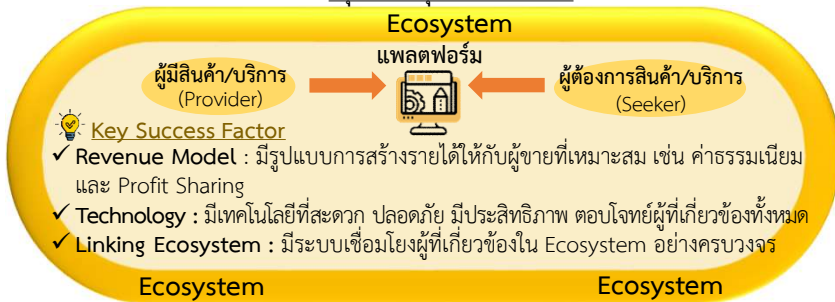 Ecosystem
แพลตฟอร์ม
ผู้มีสินค้า/บริการ
(Provider)
ผู้ต้องการสินค้า/บริการ
(Seeker)
Key Success Factor
✓ Revenue Model : มีรูปแบบการสร้างรายได้ให้กับผู้ขายที่เหมาะสม เช่น ค่าธรรมเนียม
และ Profit Sharing
✓ Technology : มีเทคโนโลยีที่สะดวก ปลอดภัย มีประสิทธิภาพ ตอบโจทย์ผู้ที่เกี่ยวข้องทั้งหมด
✓ Linking Ecosystem : มีระบบเชื่อมโยงผู้ที่เกี่ยวข้องใน Ecosystem อย่างครบวงจร
Ecosystem
Ecosystem